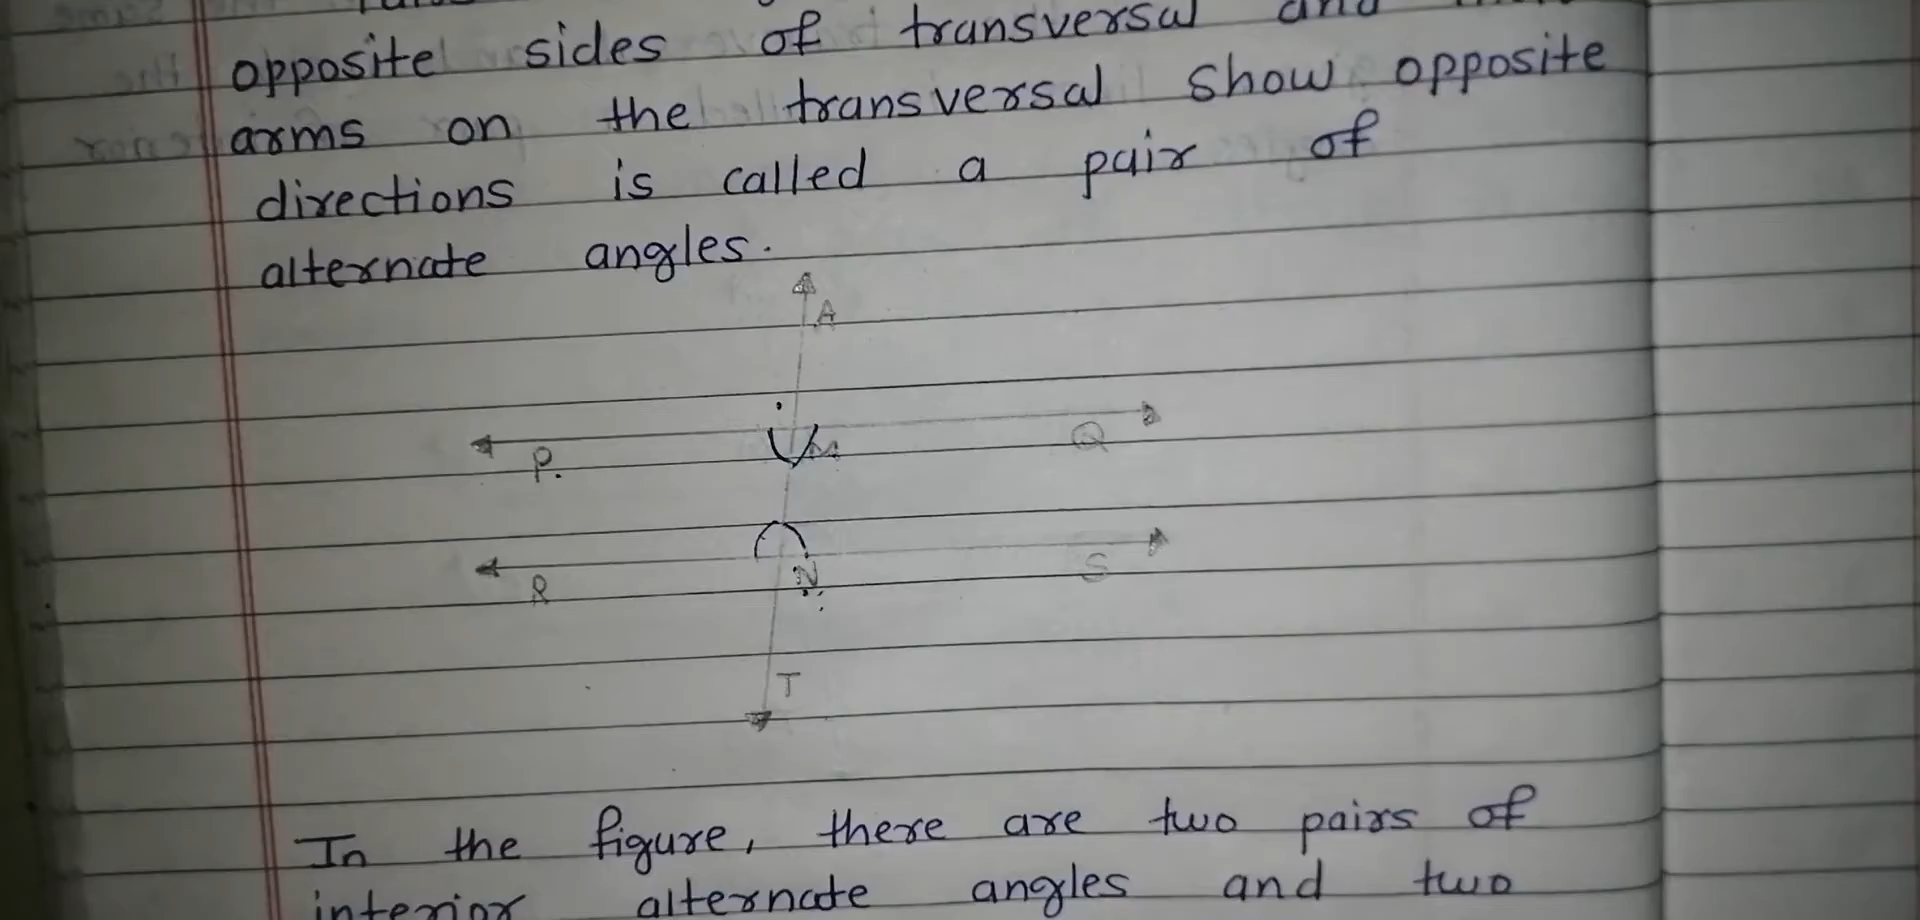 opposite sides of transversal and
arms on the transversal show opposite
directions is called a pair of
alternate angles.
A
P. M Q
R N S
T
In the figure, there are two pairs of
interior alternate angles and two